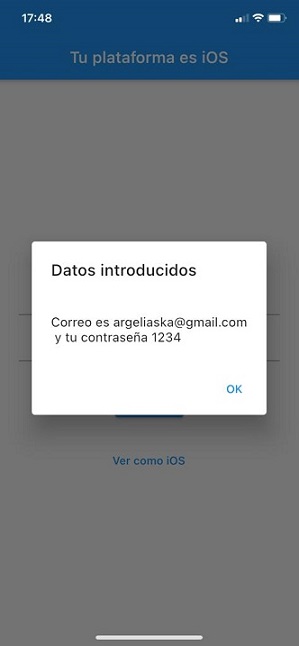 17:48
Tu plataforma es iOS
Datos introducidos
Correo es argeliaska@gmail.com
y tu contraseña 1234
OK
Ver como iOS